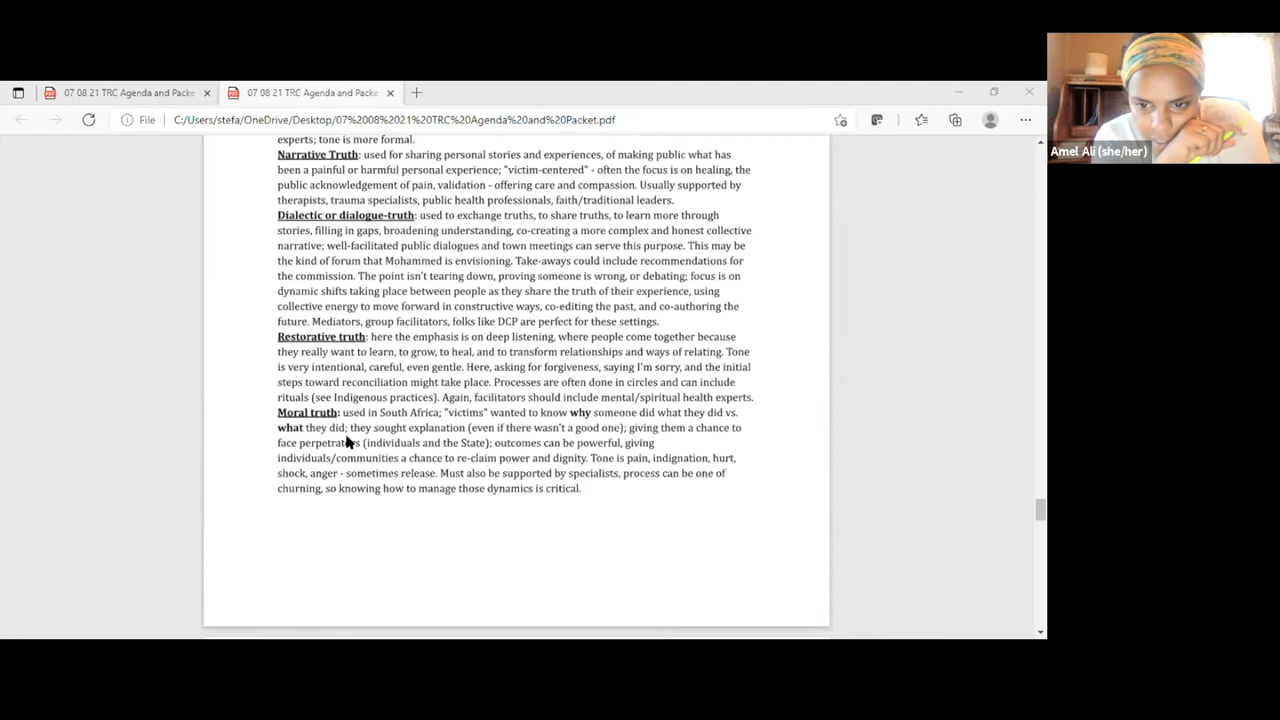 07 08 21 TRC Agenda and Packe
07 08 21 TRC Agenda and Packet
File
C:/Users/stefa/OneDrive/Desktop/07%2008%2021%20TRC%20Agenda%20and%20Packet.pdf
Amel Ali (she/her)
experts; tone is more formal.
Narrative Truth: used for sharing personal stories and experiences, of making public what has
been a painful or harmful personal experience; "victim-centered" - often the focus is on healing, the
public acknowledgement of pain, validation - offering care and compassion. Usually supported by
therapists, trauma specialists, public health professionals, faith/traditional leaders.
Dialectic or dialogue-truth: used to exchange truths, to share truths, to learn more through
stories, filling in gaps, broadening understanding, co-creating a more complex and honest collective
narrative; well-facilitated public dialogues and town meetings can serve this purpose. This may be
the kind of forum that Mohammed is envisioning. Take-aways could include recommendations for
the commission. The point isn't tearing down, proving someone is wrong, or debating; focus is on
dynamic shifts taking place between people as they share the truth of their experience, using
collective energy to move forward in constructive ways, co-editing the past, and co-authoring the
future. Mediators, group facilitators, folks like DCP are perfect for these settings.
Restorative truth: here the emphasis is on deep listening, where people come together because
they really want to learn, to grow, to heal, and to transform relationships and ways of relating. Tone
is very intentional, careful, even gentle. Here, asking for forgiveness, saying I'm sorry, and the initial
steps toward reconciliation might take place. Processes are often done in circles and can include
rituals (see Indigenous practices). Again, facilitators should include mental/spiritual health experts.
Moral truth: used in South Africa; "victims" wanted to know why someone did what they did vs.
what they did; they sought explanation (even if there wasn't a good one); giving them a chance to
face perpetrators (individuals and the State); outcomes can be powerful, giving
individuals/communities a chance to re-claim power and dignity. Tone is pain, indignation, hurt,
shock, anger - sometimes release. Must also be supported by specialists, process can be one of
churning, so knowing how to manage those dynamics is critical.